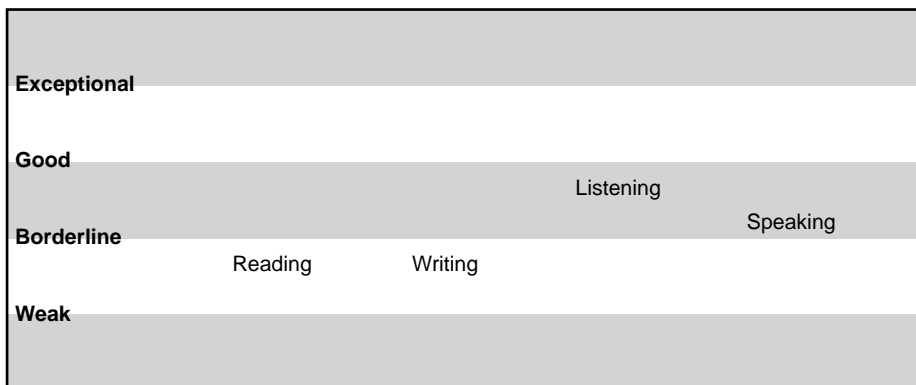 Exceptional
Good
Listening
Speaking
Borderline
Reading Writing
Weak